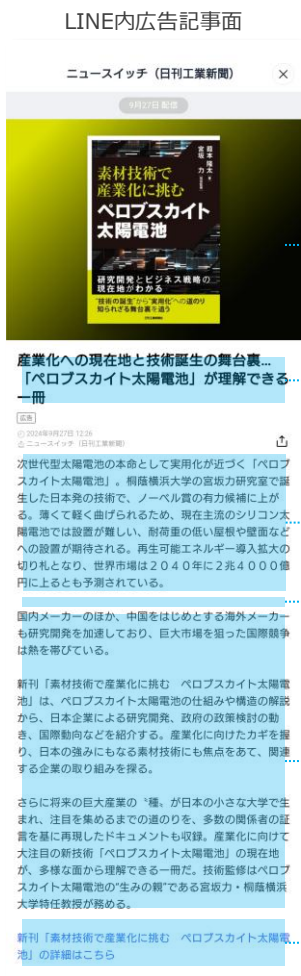 LINE内広告記事面
ニュースイッチ（日刊工業新聞）
×
9月27日 配信
素材技術で
産業化に挑む
ペロブスカイト
太陽電池
葭本隆太 著
宮坂 力
研究開発とビジネス戦略の
現在地がわかる
"技術の誕生"から"実用化"への道のり
知られざる舞台裏を追う
産業化への現在地と技術誕生の舞台裏...
「ペロブスカイト太陽電池」が理解できる
一冊
広告
2024年9月27日 12:26
ニュースイッチ（日刊工業新聞）
次世代型太陽電池の本命として実用化が近づく「ペロブ
スカイト太陽電池」。桐蔭横浜大学の宮坂力研究室で誕
生した日本発の技術で、ノーベル賞の有力候補に上が
る。薄くて軽く曲げられるため、現在主流のシリコン太
陽電池では設置が難しい、耐荷重の低い屋根や壁面など
への設置が期待される。再生可能エネルギー導入拡大の
切り札となり、世界市場は２０４０年に２兆４０００億
円に上るとも予測されている。
国内メーカーのほか、中国をはじめとする海外メーカー
も研究開発を加速しており、巨大市場を狙った国際競争
は熱を帯びている。
新刊「素材技術で産業化に挑む　ペロブスカイト太陽電
池」は、ペロブスカイト太陽電池の仕組みや構造の解説
から、日本企業による研究開発、政府の政策検討の動
き、国際動向などを紹介する。産業化に向けたカギを握
り、日本の強みにもなる素材技術にも焦点をあて、関連
する企業の取り組みを探る。
さらに将来の巨大産業の〝種〟が日本の小さな大学で生
まれ、注目を集めるまでの道のりを、多数の関係者の証
言を基に再現したドキュメントも収録。産業化に向けて
大注目の新技術「ペロブスカイト太陽電池」の現在地
が、多様な面から理解できる一冊だ。技術監修はペロブ
スカイト太陽電池の"生みの親"である宮坂力・桐蔭横浜
大学特任教授が務める。
新刊「素材技術で産業化に挑む　ペロブスカイト太陽電
池」の詳細はこちら